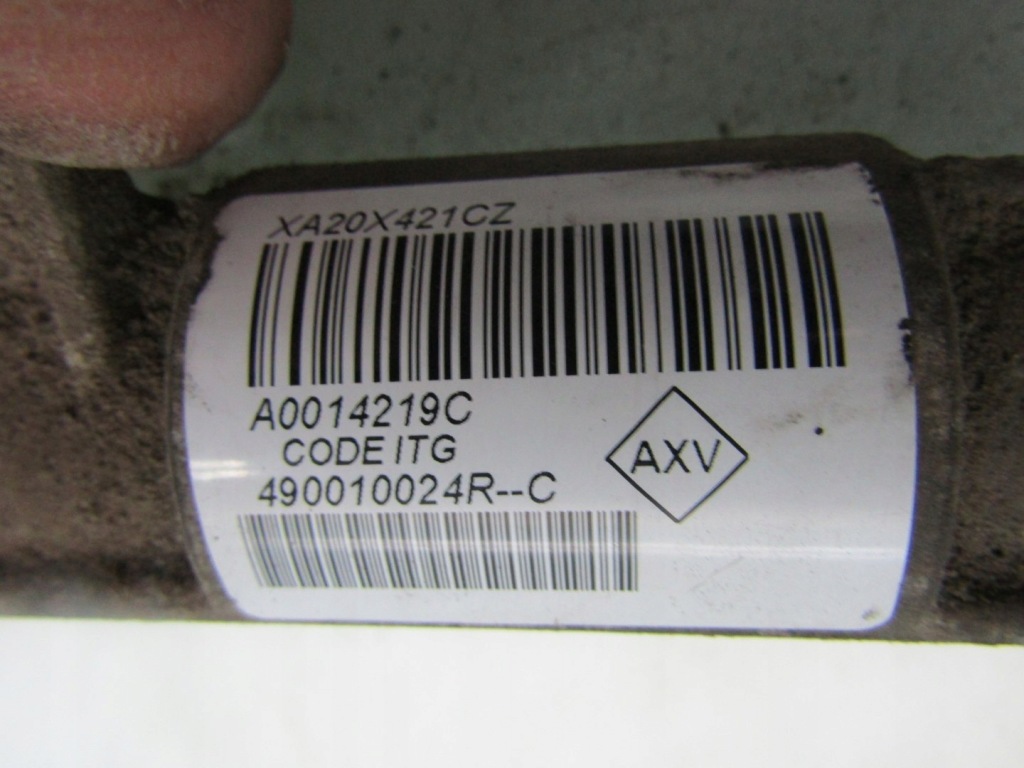 XA20X421CZ
A0014219C
CODE ITG
AXV
490010024R--C